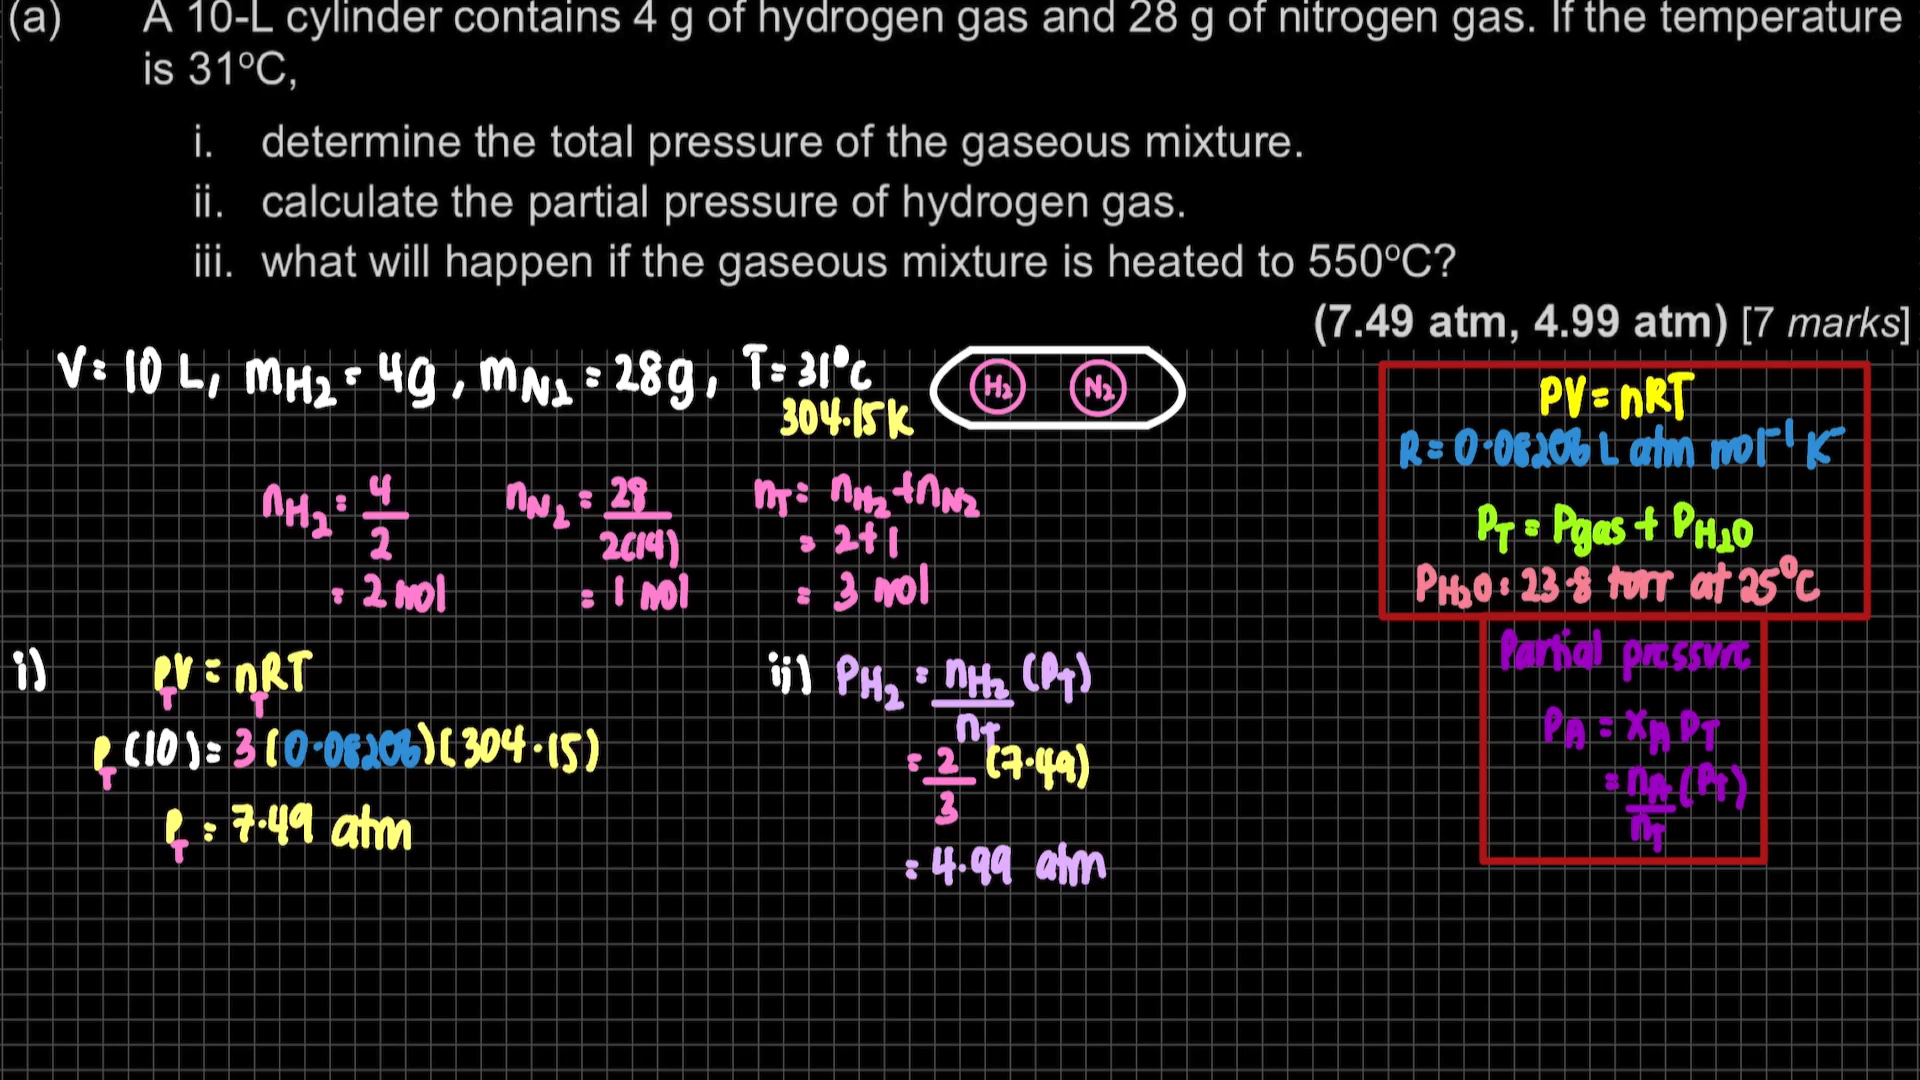 (a) A 10-L cylinder contains 4 g of hydrogen gas and 28 g of nitrogen gas. If the temperature
is 31°C,
i. determine the total pressure of the gaseous mixture.
ii. calculate the partial pressure of hydrogen gas.
iii. what will happen if the gaseous mixture is heated to 550°C?
(7.49 atm, 4.99 atm) [7 marks]
V = 10 L, mH₂ = 4g, mN₂ = 28g, T = 31°C
304.15K
H₂ N₂
nH₂ = 4/2
= 2 mol
nN₂ = 28/2(14)
= 1 mol
nT = nH₂ + nN₂
= 2+1
= 3 mol
i) PTV = nTRT
PT(10) = 3(0.08206)(304.15)
PT = 7.49 atm
ii) PH₂ = nH₂/nT (PT)
= 2/3 (7.49)
= 4.99 atm
PV = nRT
R = 0.08206 L atm mol⁻¹ K⁻
PT = Pgas + PH₂O
PH₂O : 23.8 torr at 25°C
Partial pressure
PA = XA PT
= nA/nT (PT)